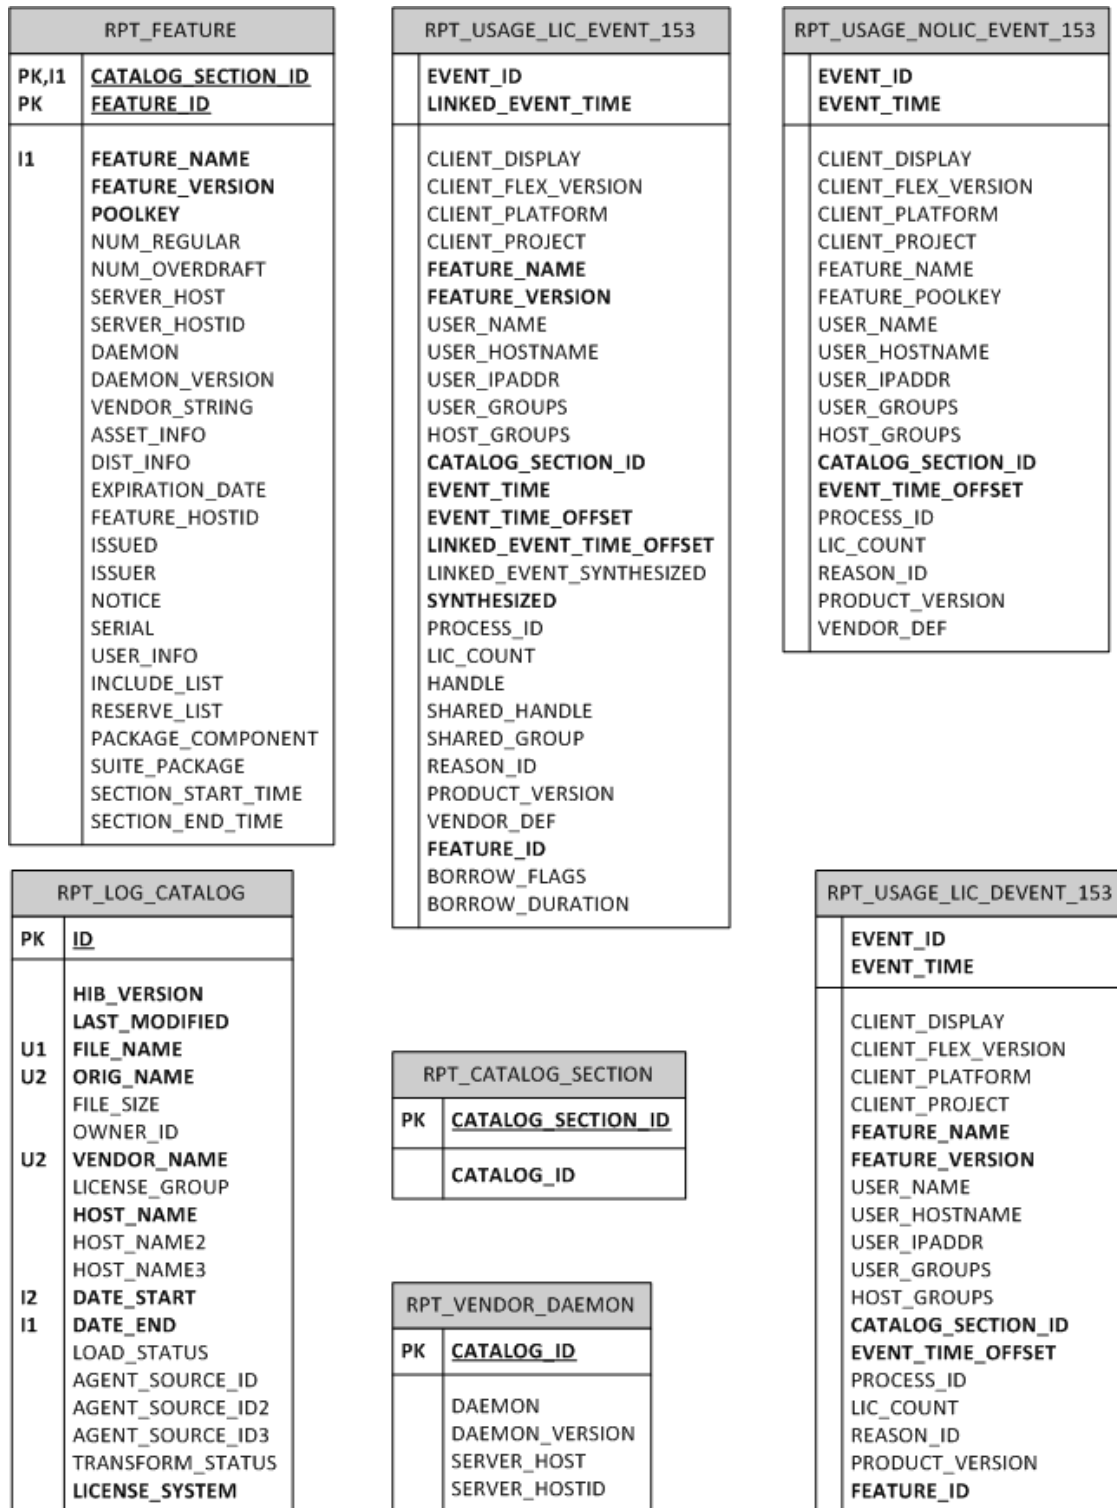 RPT_FEATURE
PK,I1 CATALOG_SECTION_ID
PK FEATURE_ID
I1 FEATURE_NAME
FEATURE_VERSION
POOLKEY
NUM_REGULAR
NUM_OVERDRAFT
SERVER_HOST
SERVER_HOSTID
DAEMON
DAEMON_VERSION
VENDOR_STRING
ASSET_INFO
DIST_INFO
EXPIRATION_DATE
FEATURE_HOSTID
ISSUED
ISSUER
NOTICE
SERIAL
USER_INFO
INCLUDE_LIST
RESERVE_LIST
PACKAGE_COMPONENT
SUITE_PACKAGE
SECTION_START_TIME
SECTION_END_TIME
RPT_USAGE_LIC_EVENT_153
EVENT_ID
LINKED_EVENT_TIME
CLIENT_DISPLAY
CLIENT_FLEX_VERSION
CLIENT_PLATFORM
CLIENT_PROJECT
FEATURE_NAME
FEATURE_VERSION
USER_NAME
USER_HOSTNAME
USER_IPADDR
USER_GROUPS
HOST_GROUPS
CATALOG_SECTION_ID
EVENT_TIME
EVENT_TIME_OFFSET
LINKED_EVENT_TIME_OFFSET
LINKED_EVENT_SYNTHESIZED
SYNTHESIZED
PROCESS_ID
LIC_COUNT
HANDLE
SHARED_HANDLE
SHARED_GROUP
REASON_ID
PRODUCT_VERSION
VENDOR_DEF
FEATURE_ID
BORROW_FLAGS
BORROW_DURATION
RPT_USAGE_NOLIC_EVENT_153
EVENT_ID
EVENT_TIME
CLIENT_DISPLAY
CLIENT_FLEX_VERSION
CLIENT_PLATFORM
CLIENT_PROJECT
FEATURE_NAME
FEATURE_POOLKEY
USER_NAME
USER_HOSTNAME
USER_IPADDR
USER_GROUPS
HOST_GROUPS
CATALOG_SECTION_ID
EVENT_TIME_OFFSET
PROCESS_ID
LIC_COUNT
REASON_ID
PRODUCT_VERSION
VENDOR_DEF
RPT_LOG_CATALOG
PK ID
HIB_VERSION
LAST_MODIFIED
U1 FILE_NAME
U2 ORIG_NAME
FILE_SIZE
OWNER_ID
U2 VENDOR_NAME
LICENSE_GROUP
HOST_NAME
HOST_NAME2
HOST_NAME3
I2 DATE_START
I1 DATE_END
LOAD_STATUS
AGENT_SOURCE_ID
AGENT_SOURCE_ID2
AGENT_SOURCE_ID3
TRANSFORM_STATUS
LICENSE_SYSTEM
RPT_CATALOG_SECTION
PK CATALOG_SECTION_ID
CATALOG_ID
RPT_VENDOR_DAEMON
PK CATALOG_ID
DAEMON
DAEMON_VERSION
SERVER_HOST
SERVER_HOSTID
RPT_USAGE_LIC_DEVENT_153
EVENT_ID
EVENT_TIME
CLIENT_DISPLAY
CLIENT_FLEX_VERSION
CLIENT_PLATFORM
CLIENT_PROJECT
FEATURE_NAME
FEATURE_VERSION
USER_NAME
USER_HOSTNAME
USER_IPADDR
USER_GROUPS
HOST_GROUPS
CATALOG_SECTION_ID
EVENT_TIME_OFFSET
PROCESS_ID
LIC_COUNT
REASON_ID
PRODUCT_VERSION
FEATURE_ID